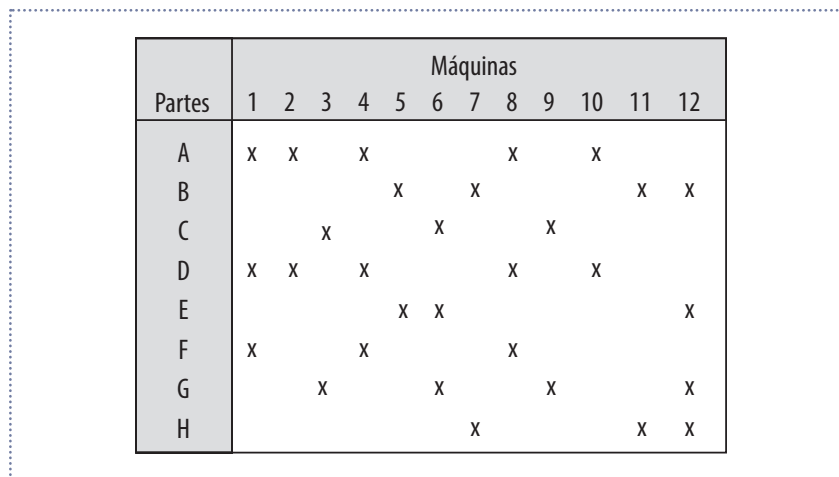 Máquinas
Partes 1 2 3 4 5 6 7 8 9 10 11 12
A x x x x x
B x x x x
C x x x
D x x x x x
E x x x
F x x x
G x x x x
H x x x